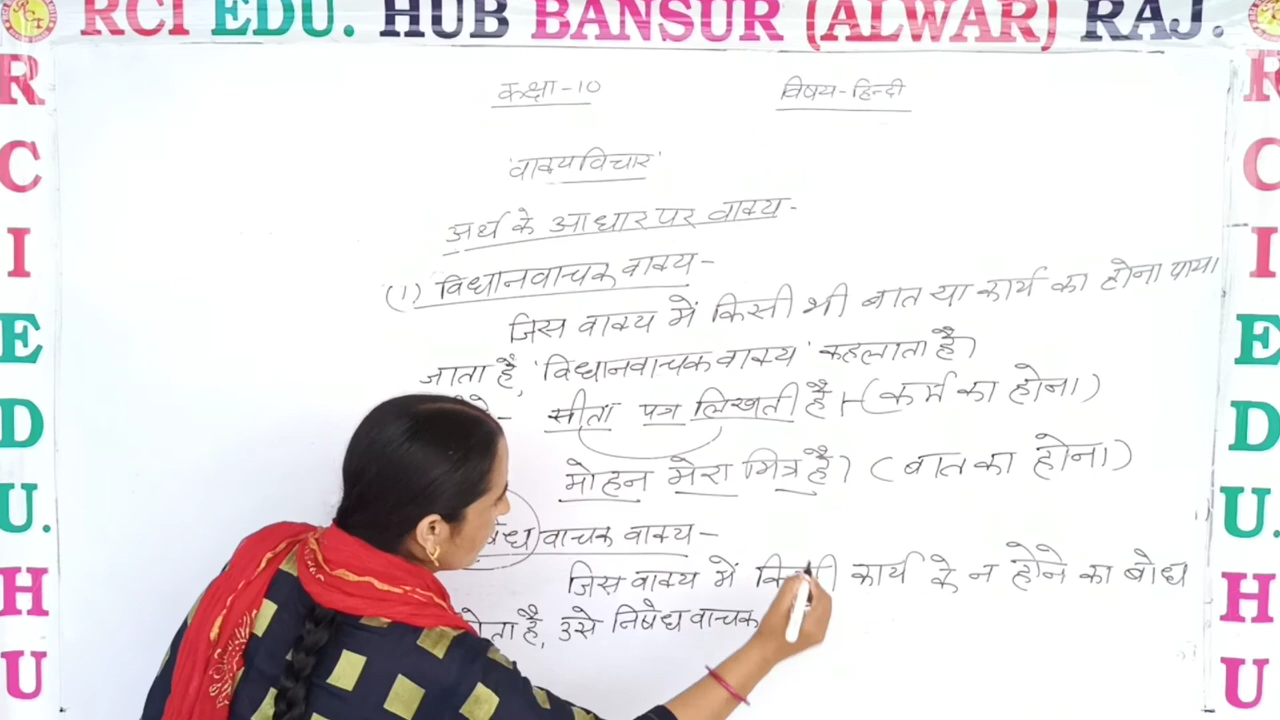 RCI EDU. HUB BANSUR (ALWAR) RAJ.
कक्षा-10 विषय-हिन्दी
'वाक्यविचार'
अर्थ के आधार पर वाक्य-
(1) विधानवाचक वाक्य-
जिस वाक्य में किसी भी बात या कार्य का होना पाया
जाता है, 'विधानवाचक वाक्य' कहलाता है।
सीता पत्र लिखती है।-(कर्म का होना)
मोहन मेरा मित्र है। (बात का होना)
वाचक वाक्य-
जिस वाक्य में किसी कार्य के न होने का बोध
है, उसे निषेध वाचक
R
C
I
E
D
U.
H
U
R
C
I
E
D
U.
H
U